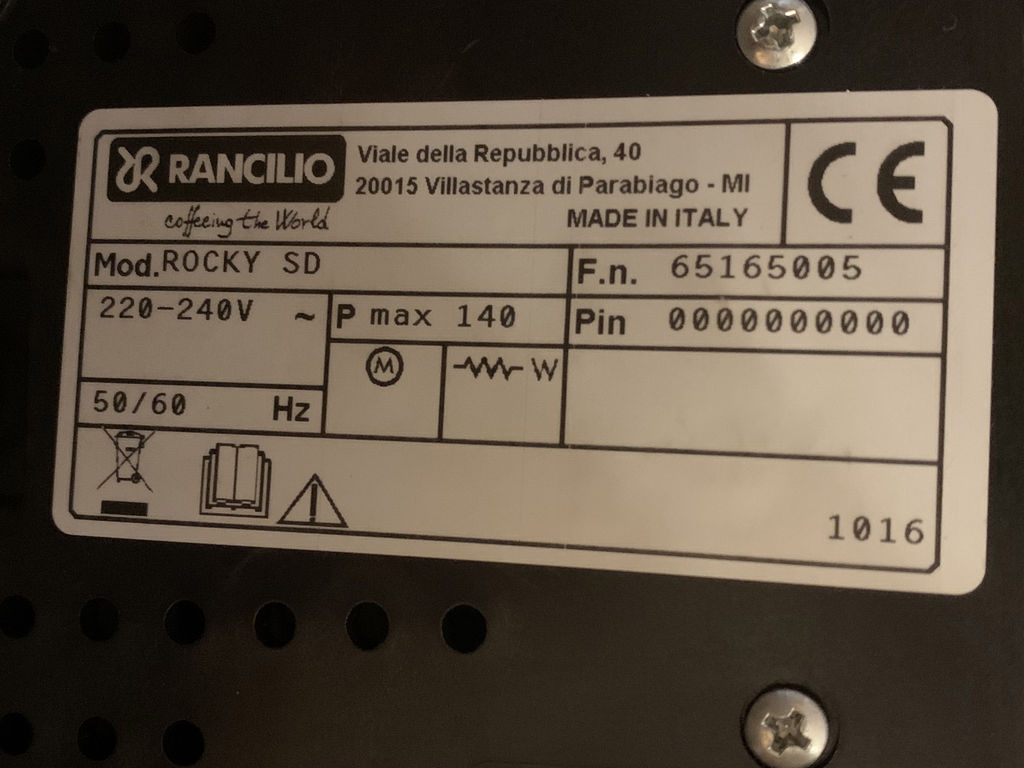 RANCILIO
coffeeing the World
Viale della Repubblica, 40
20015 Villastanza di Parabiago - MI
MADE IN ITALY
CE
Mod. ROCKY SD
F.n. 65165005
220-240V ~
P max 140
Pin 0000000000
M
W
50/60 Hz
1016